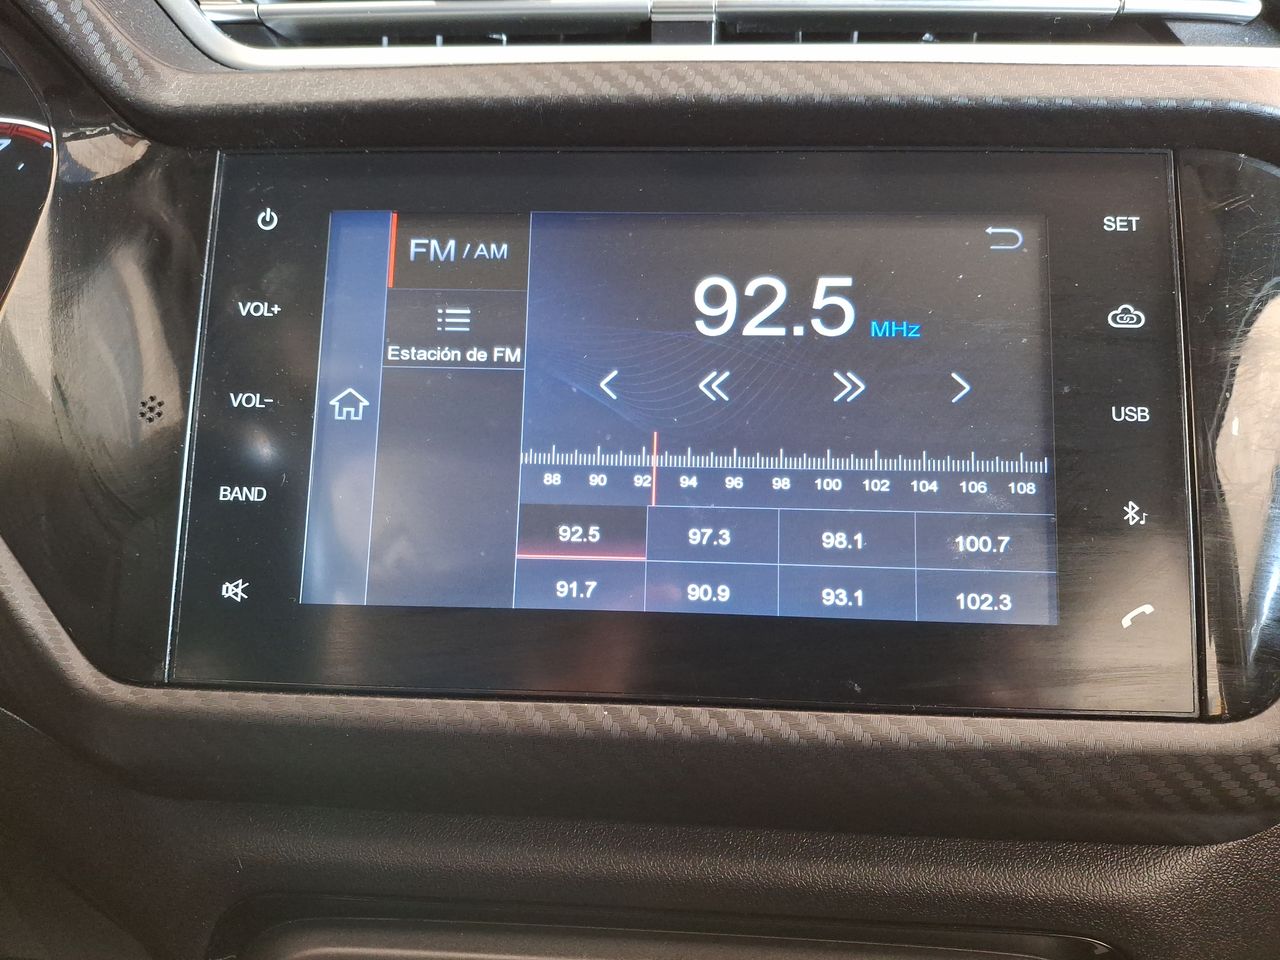 SET
VOL+
VOL-
BAND
USB
FM / AM
Estación de FM
92.5 MHz
88 90 92 94 96 98 100 102 104 106 108
92.5 97.3 98.1 100.7
91.7 90.9 93.1 102.3